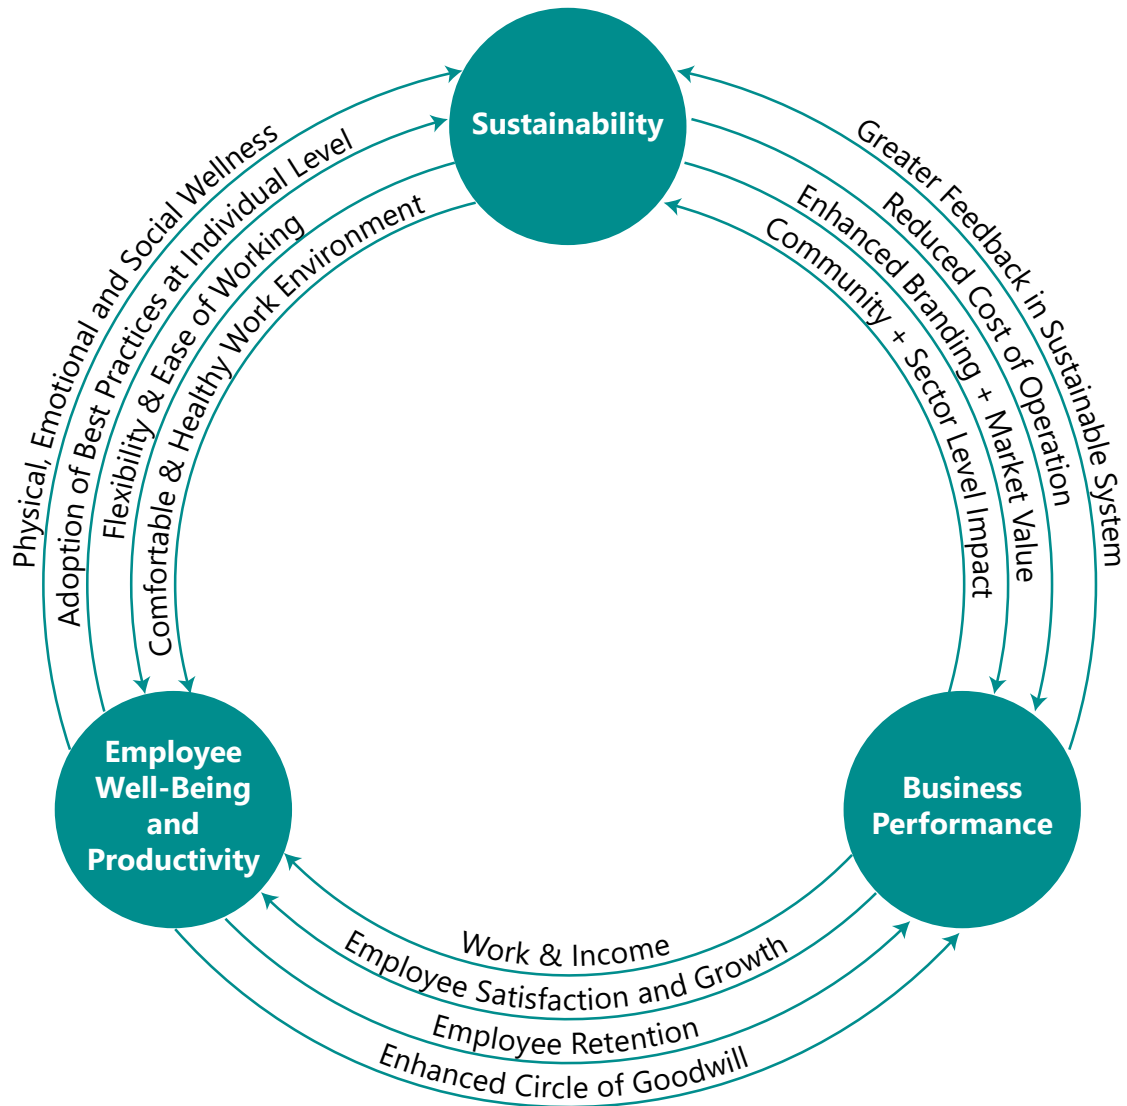 Sustainability
Physical, Emotional and Social Wellness
Adoption of Best Practices at Individual Level
Flexibility & Ease of Working
Comfortable & Healthy Work Environment
Greater Feedback in Sustainable System
Reduced Cost of Operation
Enhanced Branding + Market Value
Community + Sector Level Impact
Employee
Well-Being
and
Productivity
Business
Performance
Work & Income
Employee Satisfaction and Growth
Employee Retention
Enhanced Circle of Goodwill